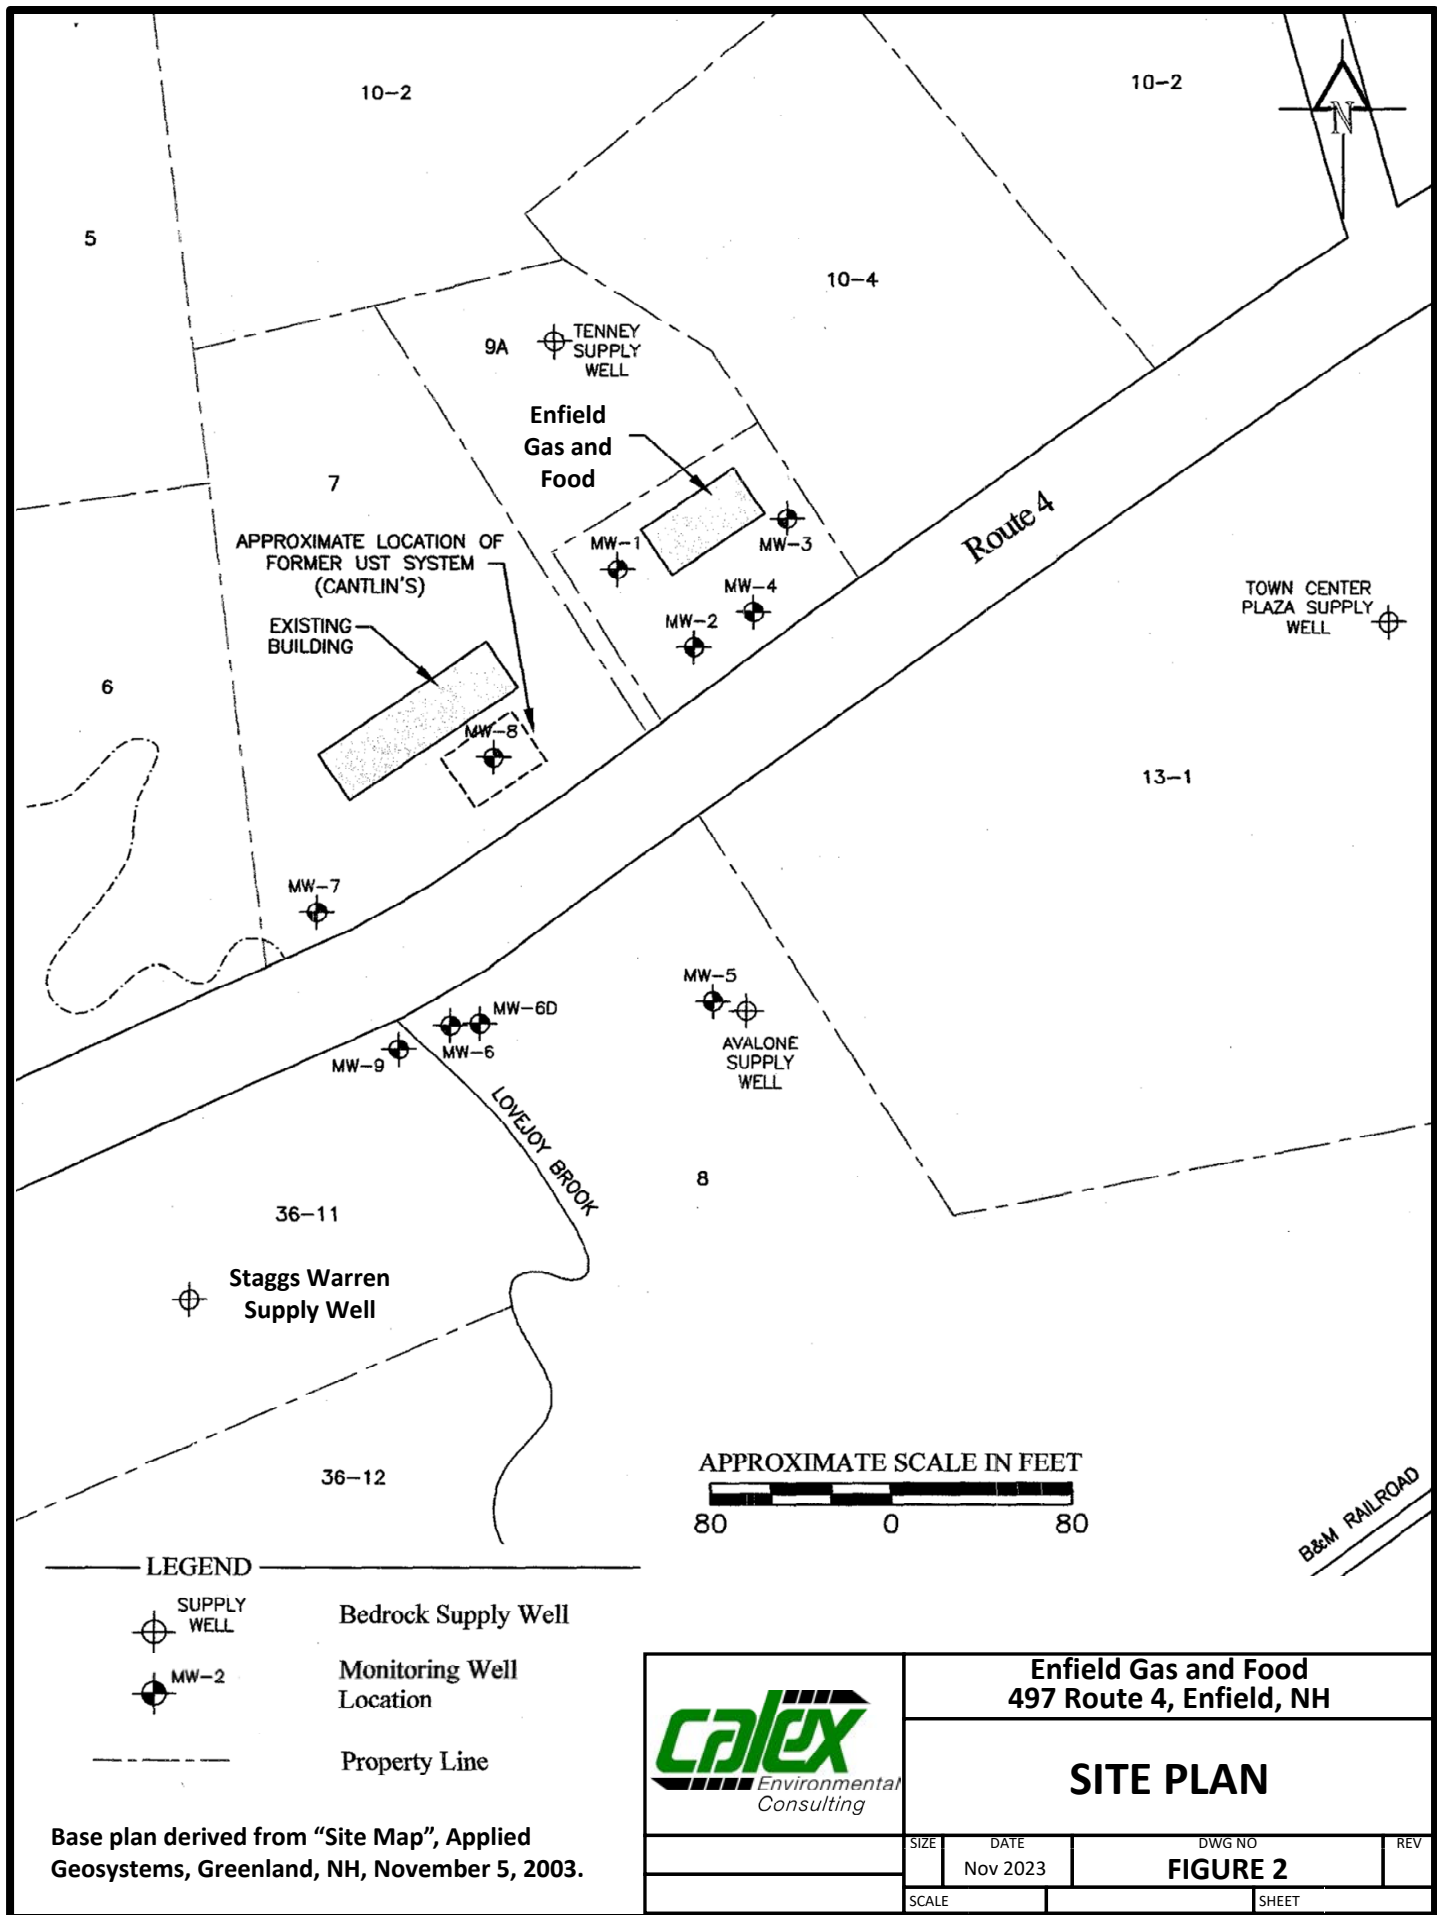 10-2
10-2
N
5
10-4
9A
TENNEY
SUPPLY
WELL
Enfield
Gas and
Food
7
Route 4
APPROXIMATE LOCATION OF
FORMER UST SYSTEM
(CANTLIN'S)
MW-1
MW-3
MW-4
MW-2
TOWN CENTER
PLAZA SUPPLY
WELL
EXISTING
BUILDING
6
MW-8
13-1
MW-7
MW-5
MW-6D
MW-6
MW-9
AVALONE
SUPPLY
WELL
LOVEJOY BROOK
8
36-11
Staggs Warren
Supply Well
36-12
APPROXIMATE SCALE IN FEET
80 0 80
B&M RAILROAD
LEGEND
SUPPLY
WELL
Bedrock Supply Well
MW-2
Monitoring Well
Location
Property Line
Base plan derived from “Site Map”, Applied
Geosystems, Greenland, NH, November 5, 2003.
calex
Environmental
Consulting
Enfield Gas and Food
497 Route 4, Enfield, NH
SITE PLAN
SIZE DATE DWG NO REV
Nov 2023 FIGURE 2
SCALE SHEET